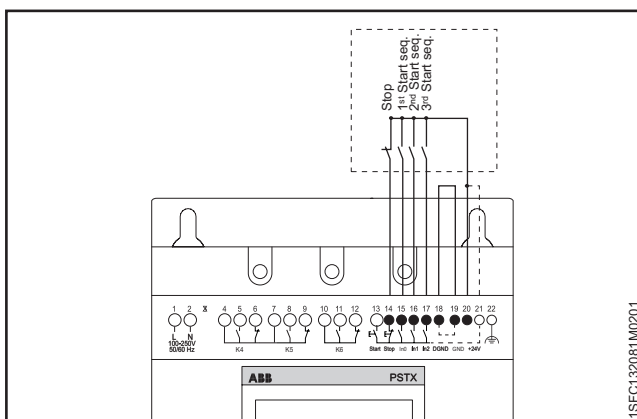 Stop
1st Start seq.
2nd Start seq.
3rd Start seq.
1 2 4 5 6 7 8 9 10 11 12 13 14 15 16 17 18 19 20 21 22
L N
100-250V
50/60 Hz
K4 K5 K6 Start Stop In0 In1 In2 DGND GND +24V
ABB PSTX
1SFC132081M0201